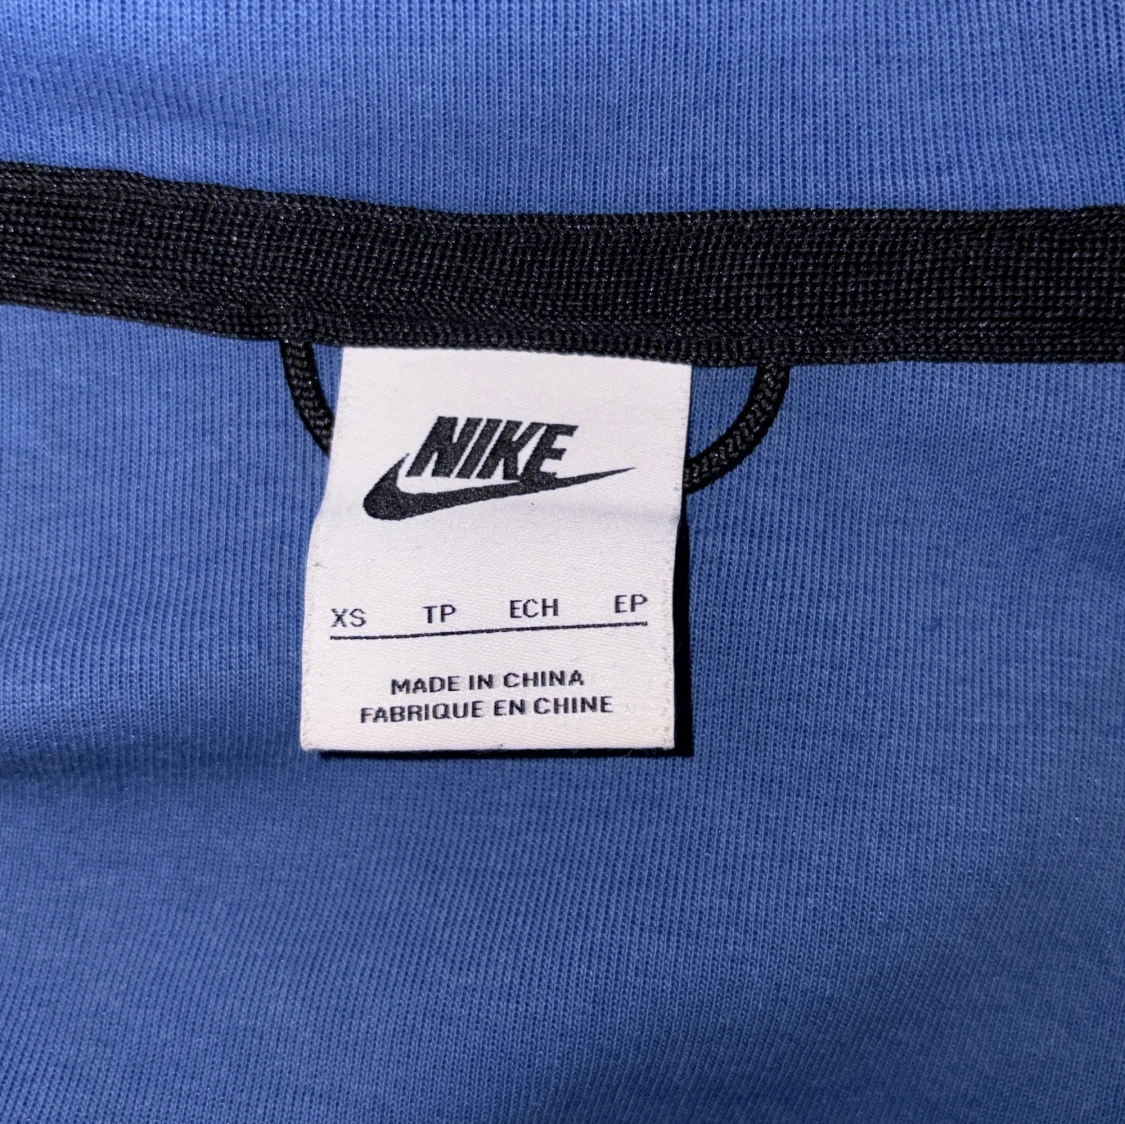 NIKE
XS TP ECH EP
MADE IN CHINA
FABRIQUE EN CHINE